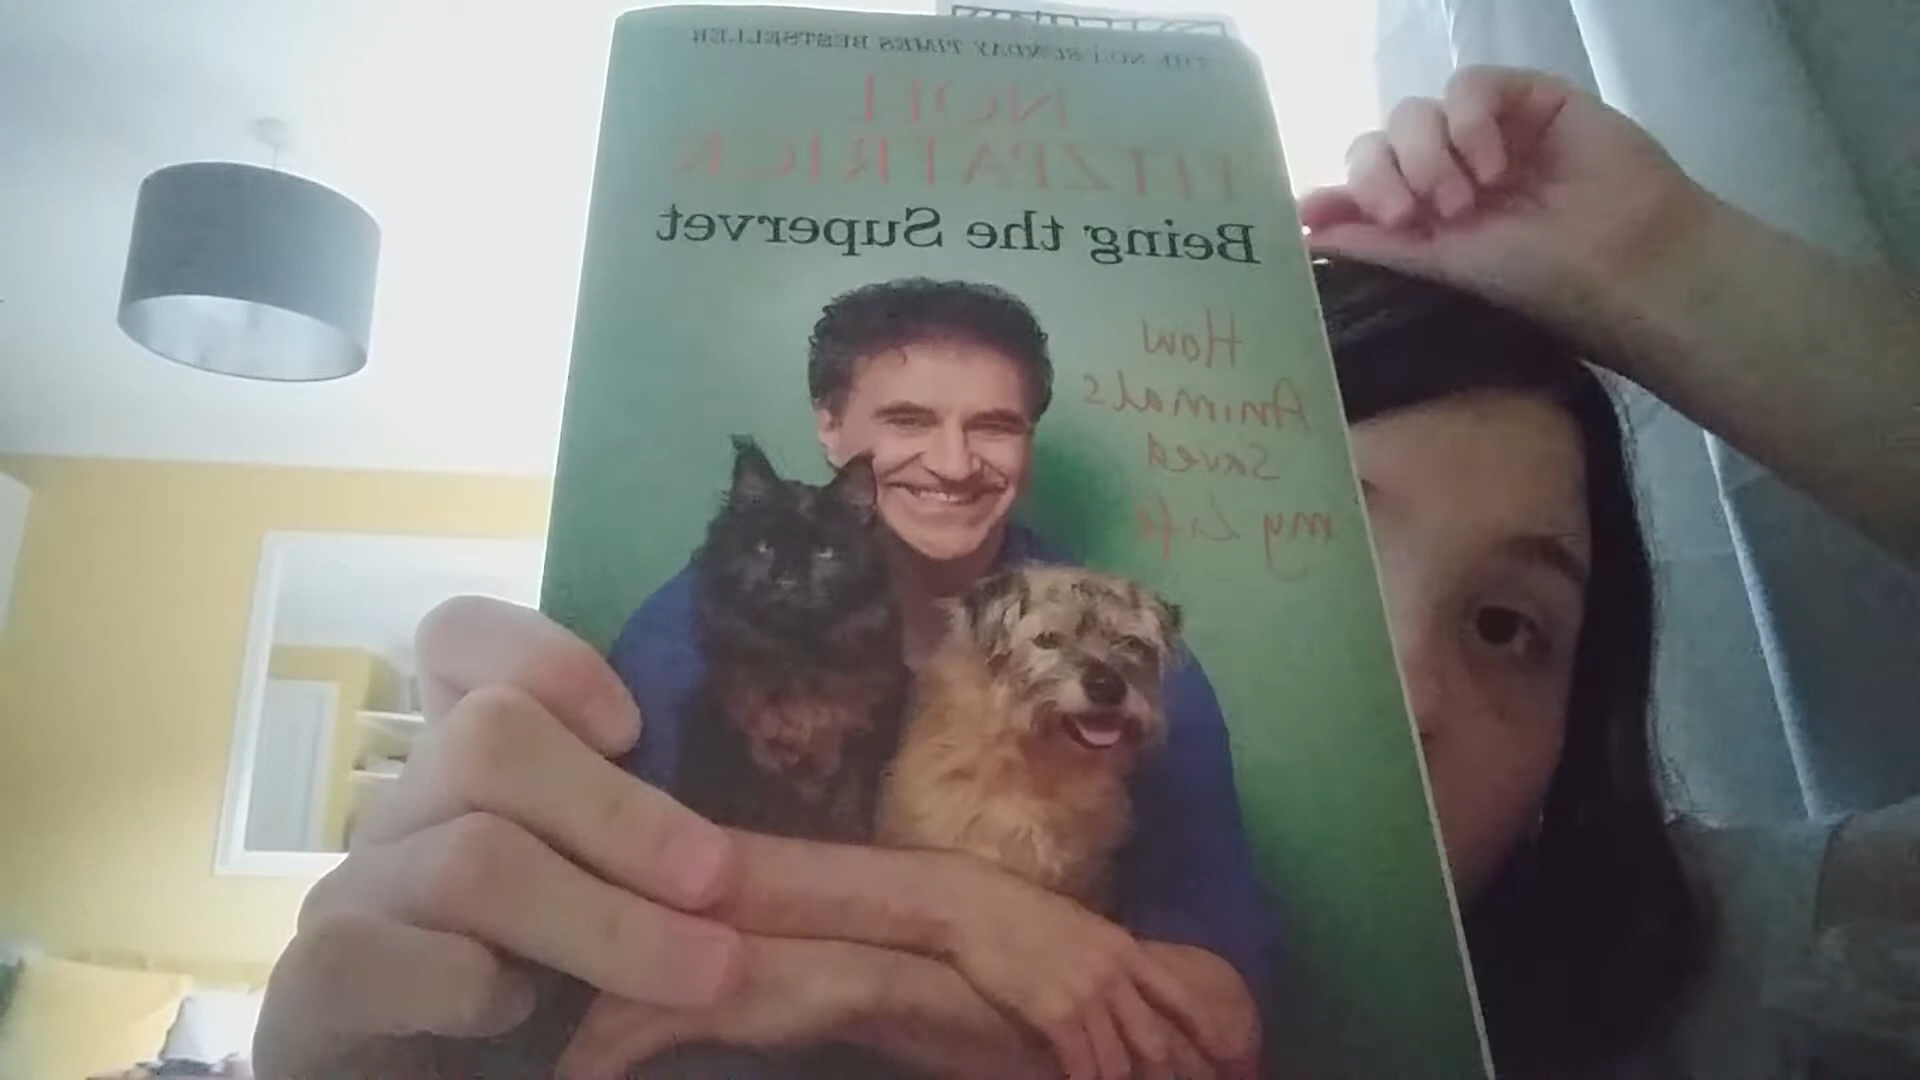 THE NO.1 SUNDAY TIMES BESTSELLER
NOEL
FITZPATRICK
Being the Supervet
How
Animals
Saved
my Life